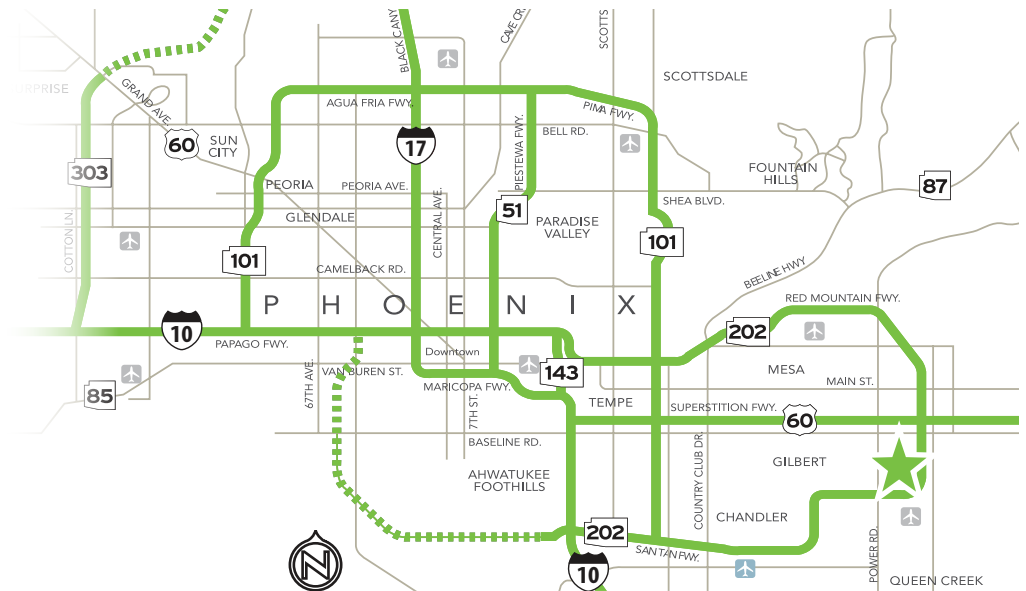 BLACK CANY
CAVE CR.
SCOTTS
SCOTTSDALE
RPRISE
GRAND AVE.
AGUA FRIA FWY.
PIMA FWY.
60
SUN
CITY
17
BELL RD.
PIESTEWA FWY.
303
FOUNTAIN
HILLS
87
PEORIA
PEORIA AVE.
SHEA BLVD.
51
GLENDALE
CENTRAL AVE.
PARADISE
VALLEY
COTTON LN.
101
101
CAMELBACK RD.
BEELINE HWY
PHOENIX
RED MOUNTAIN FWY.
10
PAPAGO FWY.
202
Downtown
67TH AVE.
VAN BUREN ST.
143
MESA
MAIN ST.
85
MARICOPA FWY.
7TH ST.
TEMPE
SUPERSTITION FWY.
60
BASELINE RD.
COUNTRY CLUB DR.
GILBERT
AHWATUKEE
FOOTHILLS
CHANDLER
202
SAN TAN FWY.
POWER RD.
N
10
QUEEN CREEK